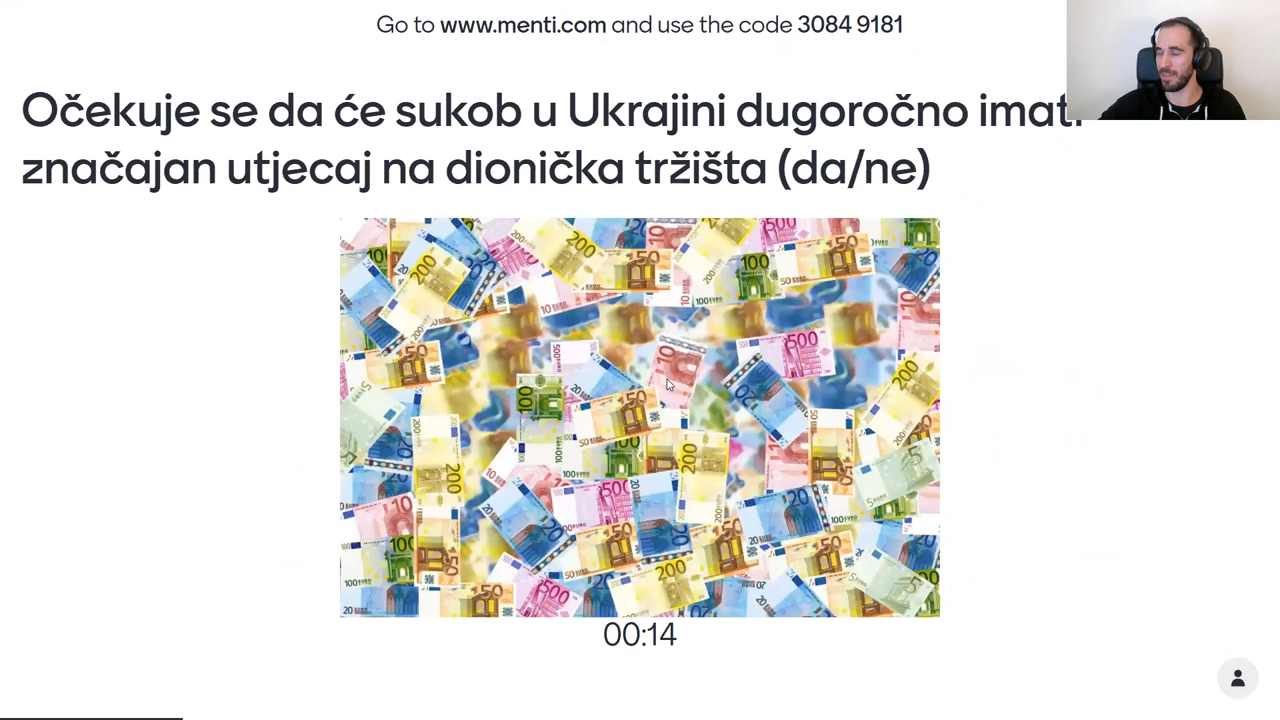 Go to www.menti.com and use the code 3084 9181
Očekuje se da će sukob u Ukrajini dugoročno imati
značajan utjecaj na dionička tržišta (da/ne)
00:14